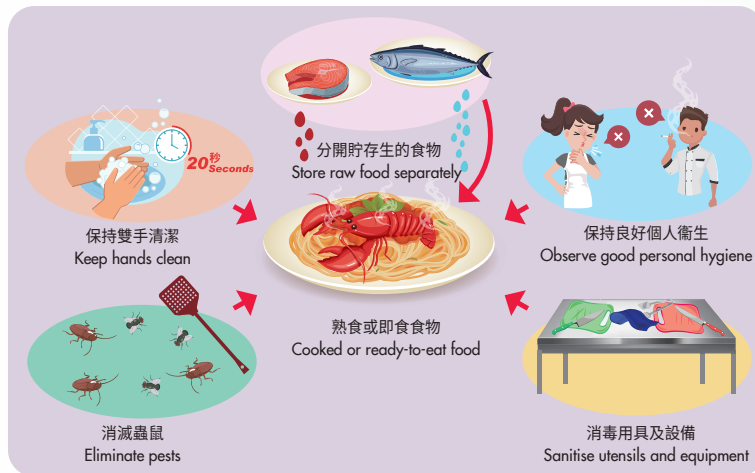 分開貯存生的食物
Store raw food separately
20秒
Seconds
保持雙手清潔
Keep hands clean
保持良好個人衞生
Observe good personal hygiene
熟食或即食食物
Cooked or ready-to-eat food
消滅蟲鼠
Eliminate pests
消毒用具及設備
Sanitise utensils and equipment